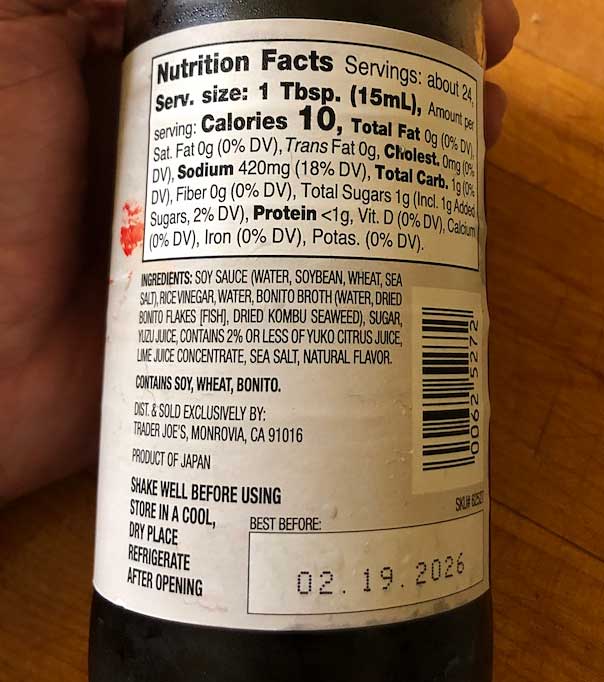 Nutrition Facts Servings: about 24,
Serv. size: 1 Tbsp. (15mL), Amount per
serving: Calories 10, Total Fat 0g (0% DV),
Sat. Fat 0g (0% DV), Trans Fat 0g, Cholest. 0mg (0%
DV), Sodium 420mg (18% DV), Total Carb. 1g (0%
DV), Fiber 0g (0% DV), Total Sugars 1g (Incl. 1g Added
Sugars, 2% DV), Protein <1g, Vit. D (0% DV), Calcium
(0% DV), Iron (0% DV), Potas. (0% DV).
INGREDIENTS: SOY SAUCE (WATER, SOYBEAN, WHEAT, SEA
SALT), RICE VINEGAR, WATER, BONITO BROTH (WATER, DRIED
BONITO FLAKES [FISH], DRIED KOMBU SEAWEED), SUGAR,
YUZU JUICE, CONTAINS 2% OR LESS OF YUKO CITRUS JUICE,
LIME JUICE CONCENTRATE, SEA SALT, NATURAL FLAVOR.
CONTAINS SOY, WHEAT, BONITO.
DIST. & SOLD EXCLUSIVELY BY:
TRADER JOE'S, MONROVIA, CA 91016
PRODUCT OF JAPAN
0062 5272
SKU#
SHAKE WELL BEFORE USING
STORE IN A COOL,
DRY PLACE
REFRIGERATE
AFTER OPENING
BEST BEFORE:
02.19.2026